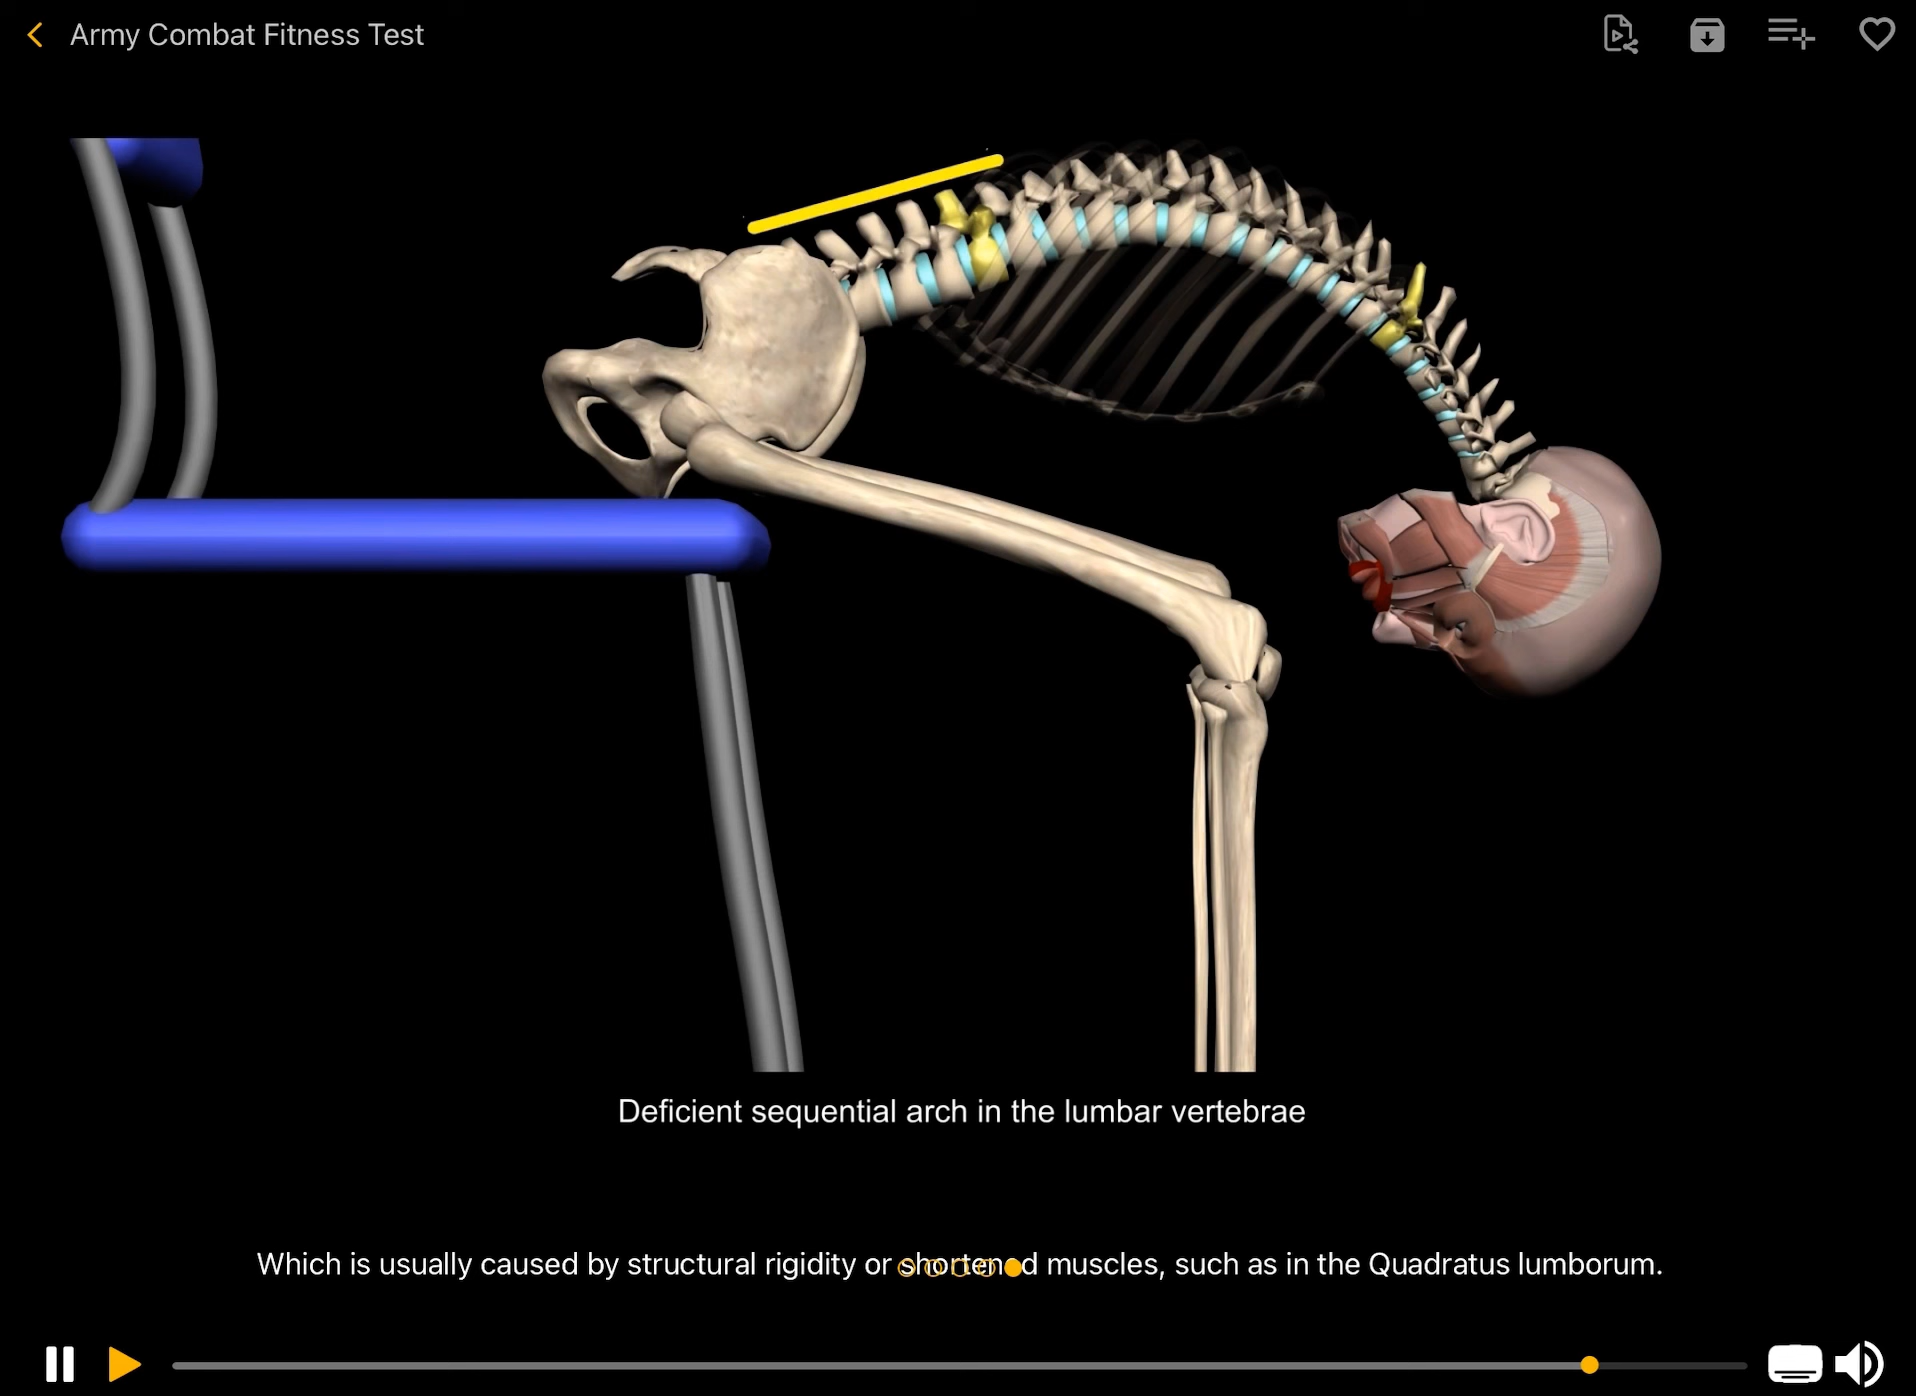 Army Combat Fitness Test
Deficient sequential arch in the lumbar vertebrae
Which is usually caused by structural rigidity or shortened muscles, such as in the Quadratus lumborum.